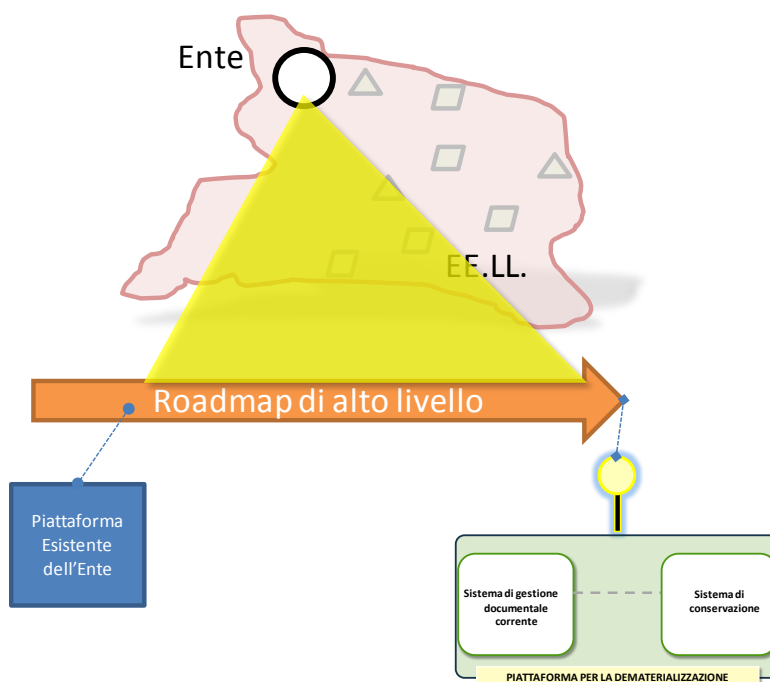 Ente
EE.LL.
Roadmap di alto livello
Piattaforma
Esistente
dell’Ente
Sistema di gestione
documentale
corrente
Sistema di
conservazione
PIATTAFORMA PER LA DEMATERIALIZZAZIONE